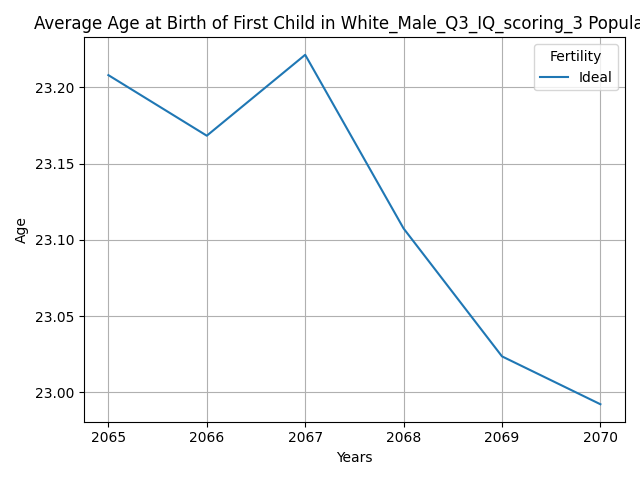 Average Age at Birth of First Child in White_Male_Q3_IQ_scoring_3 Popula
Fertility
Ideal
23.20
23.15
23.10
23.05
23.00
Age
2065 2066 2067 2068 2069 2070
Years